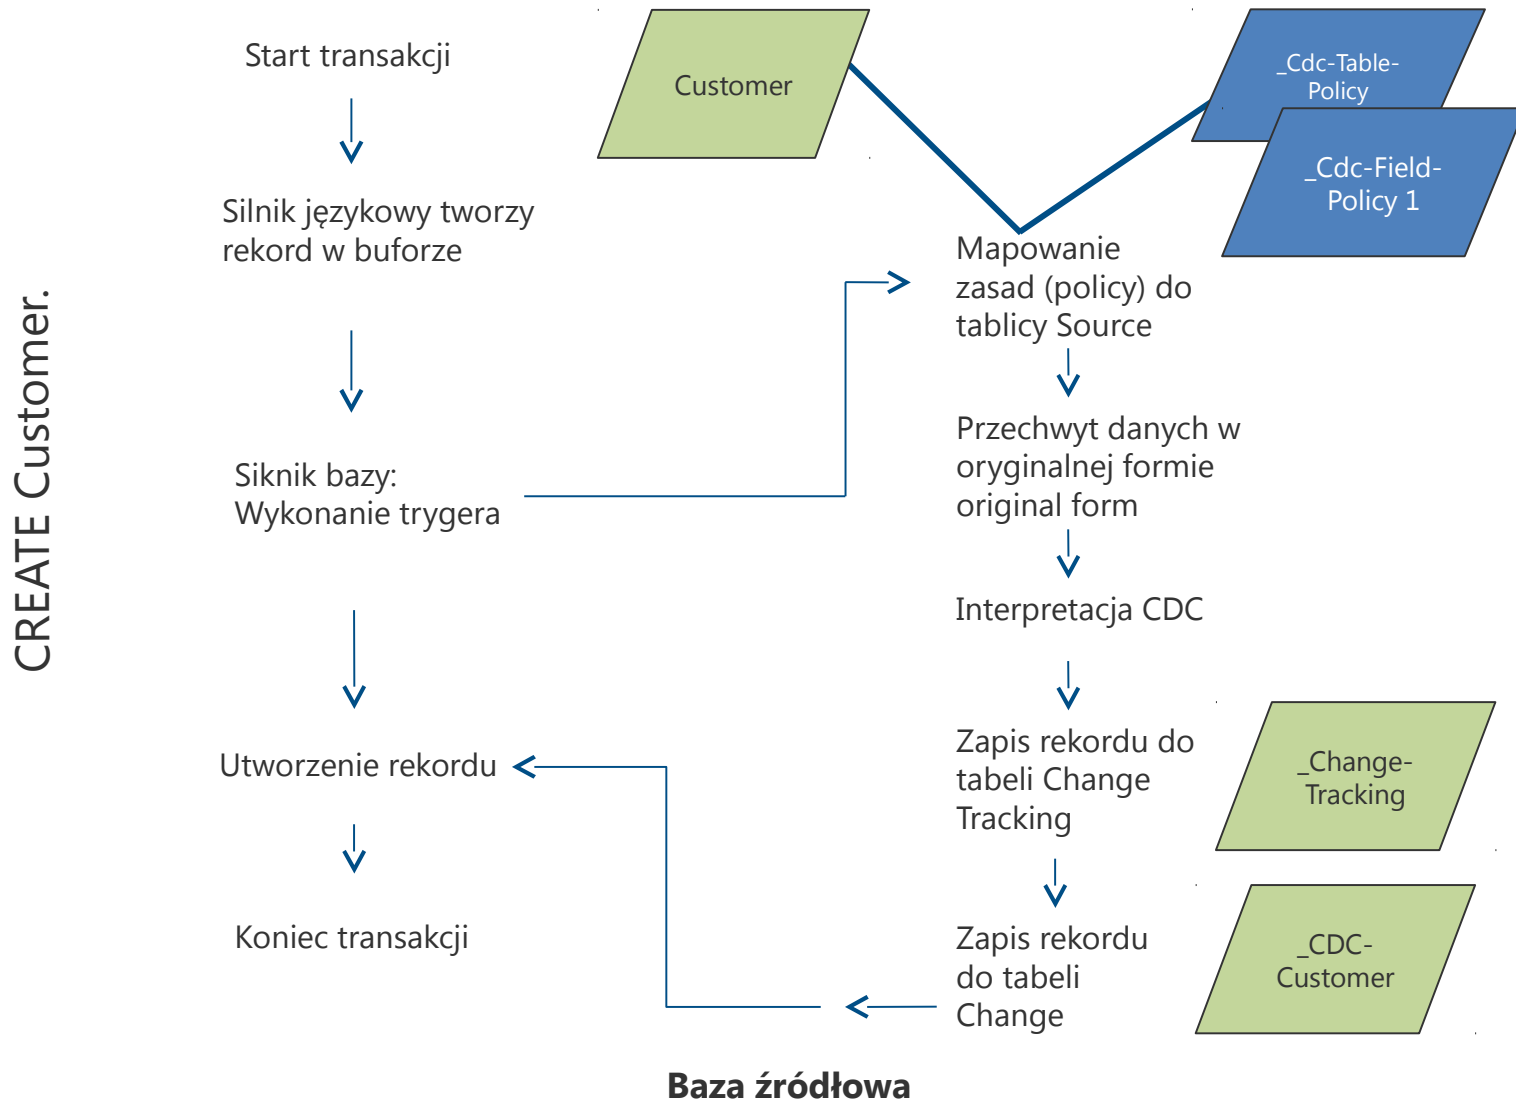 CREATE Customer.
Start transakcji
Silnik językowy tworzy
rekord w buforze
Siknik bazy:
Wykonanie trygera
Utworzenie rekordu
Koniec transakcji
Customer
_Cdc-Table-
Policy
_Cdc-Field-
Policy 1
Mapowanie
zasad (policy) do
tablicy Source
Przechwyt danych w
oryginalnej formie
original form
Interpretacja CDC
Zapis rekordu do
tabeli Change
Tracking
_Change-
Tracking
Zapis rekordu
do tabeli
Change
_CDC-
Customer
Baza źródłowa